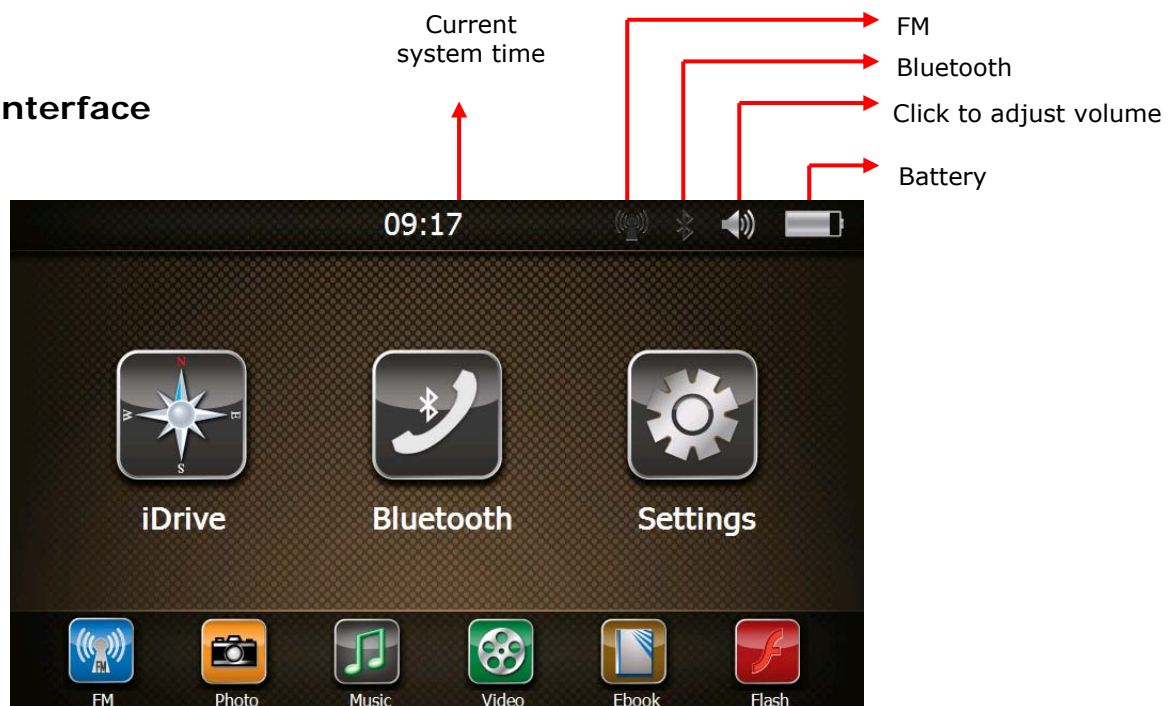 Current
system time
FM
Bluetooth
nterface
Click to adjust volume
Battery
09:17
N
W
E
S
iDrive
Bluetooth
Settings
FM
FM
Photo
Music
Video
Ebook
Flash